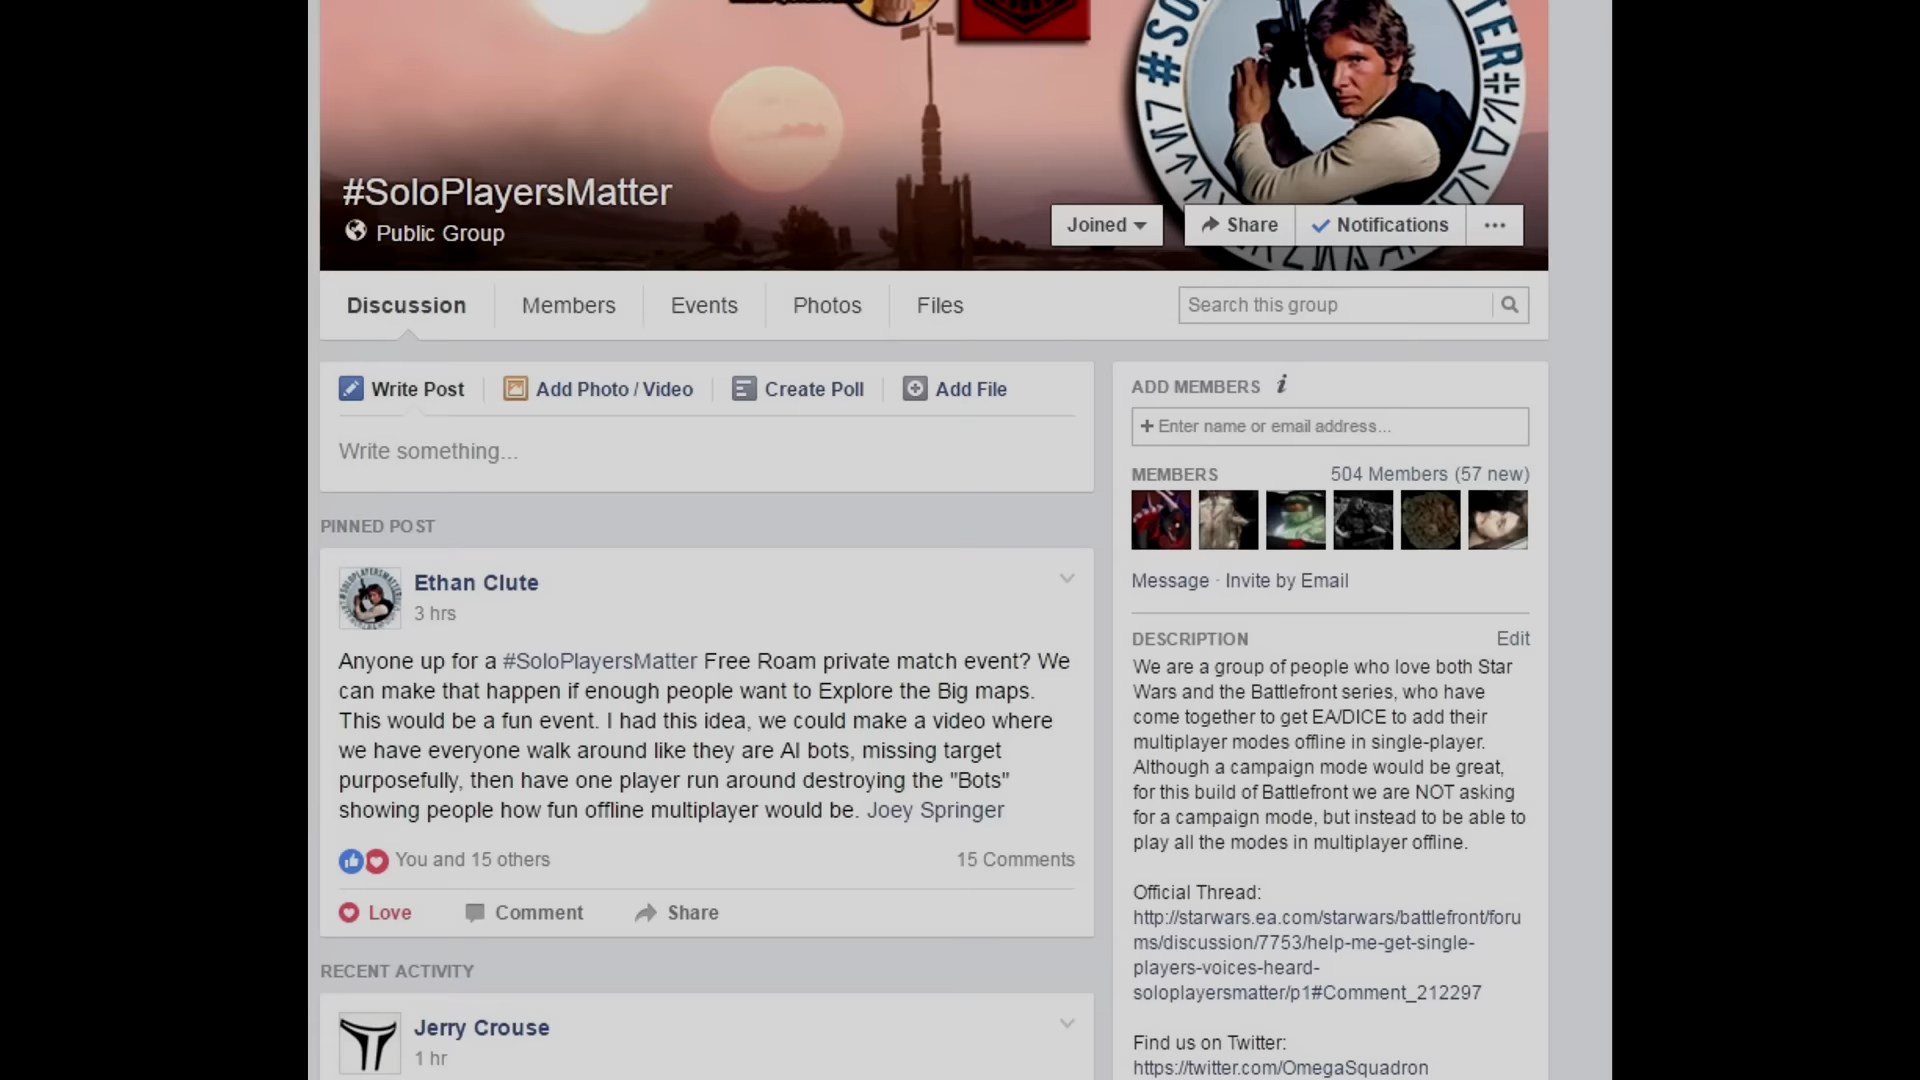 #SO
TER
#SoloPlayersMatter
Public Group
Joined
Share
Notifications
Discussion
Members
Events
Photos
Files
Search this group
Write Post
Add Photo / Video
Create Poll
Add File
Write something...
ADD MEMBERS i
+ Enter name or email address...
MEMBERS
504 Members (57 new)
Message · Invite by Email
PINNED POST
Ethan Clute
3 hrs
Anyone up for a #SoloPlayersMatter Free Roam private match event? We
can make that happen if enough people want to Explore the Big maps.
This would be a fun event. I had this idea, we could make a video where
we have everyone walk around like they are AI bots, missing target
purposefully, then have one player run around destroying the "Bots"
showing people how fun offline multiplayer would be. Joey Springer
You and 15 others
15 Comments
Love
Comment
Share
RECENT ACTIVITY
Jerry Crouse
1 hr
DESCRIPTION
Edit
We are a group of people who love both Star
Wars and the Battlefront series, who have
come together to get EA/DICE to add their
multiplayer modes offline in single-player.
Although a campaign mode would be great,
for this build of Battlefront we are NOT asking
for a campaign mode, but instead to be able to
play all the modes in multiplayer offline.
Official Thread:
http://starwars.ea.com/starwars/battlefront/foru
ms/discussion/7753/help-me-get-single-
players-voices-heard-
soloplayersmatter/p1#Comment_212297
Find us on Twitter:
https://twitter.com/OmegaSquadron